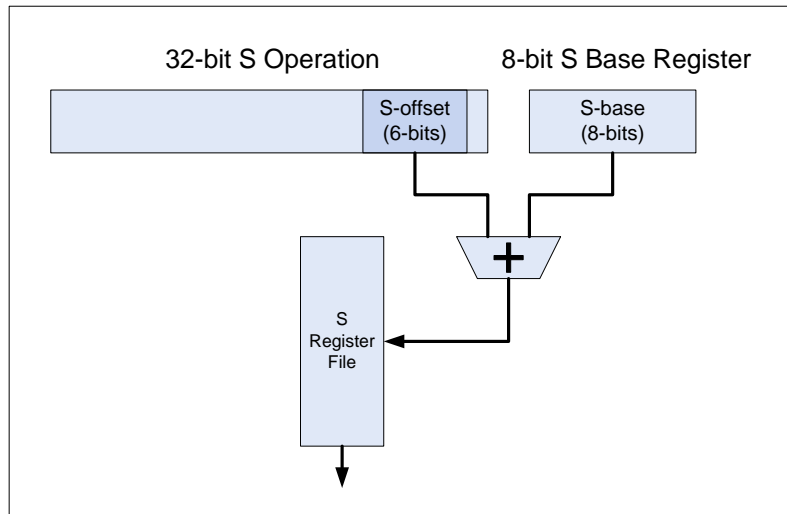 32-bit S Operation
8-bit S Base Register
S-offset
(6-bits)
S-base
(8-bits)
+
S
Register
File